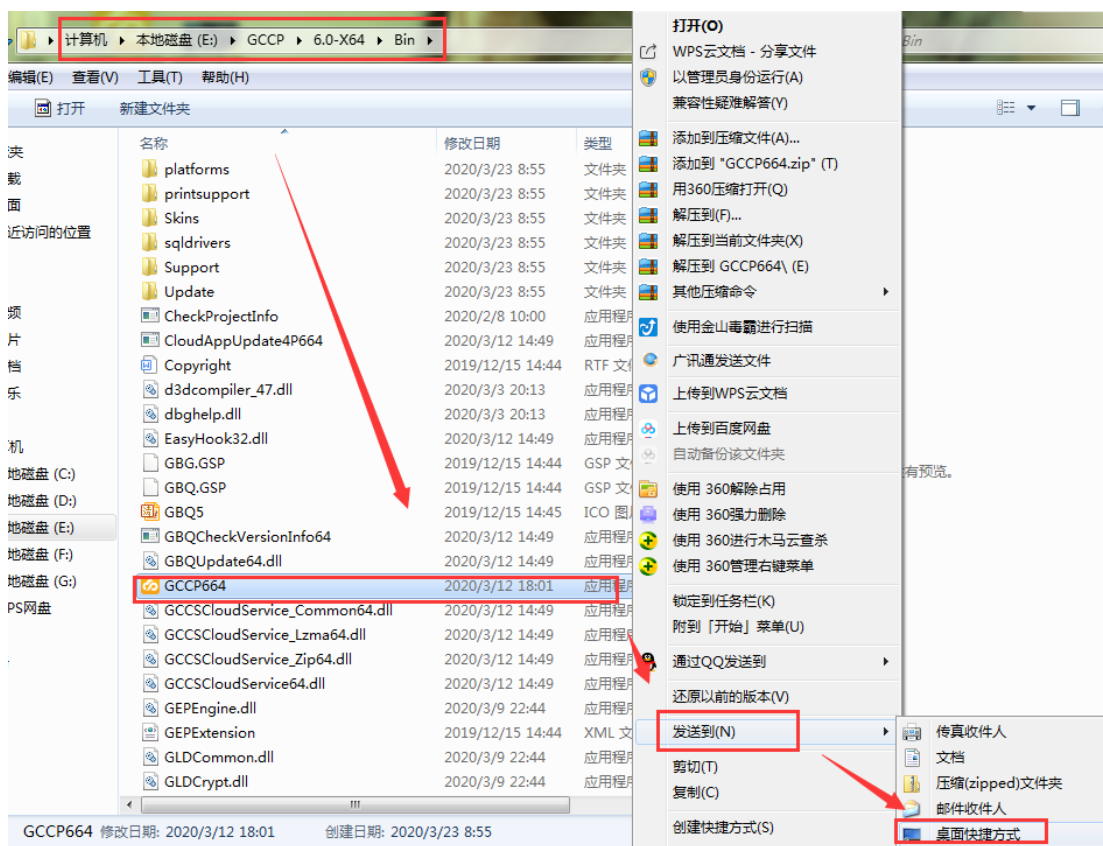 计算机 ▸ 本地磁盘 (E:) ▸ GCCP ▸ 6.0-X64 ▸ Bin ▸
Bin
编辑(E) 查看(V) 工具(T) 帮助(H)
打开 新建文件夹
夹
载
面
近访问的位置
频
片
档
乐
机
地磁盘 (C:)
地磁盘 (D:)
地磁盘 (E:)
地磁盘 (F:)
地磁盘 (G:)
PS网盘
名称 修改日期 类型
platforms 2020/3/23 8:55 文件夹
printsupport 2020/3/23 8:55 文件夹
Skins 2020/3/23 8:55 文件夹
sqldrivers 2020/3/23 8:55 文件夹
Support 2020/3/23 8:55 文件夹
Update 2020/3/23 8:55 文件夹
CheckProjectInfo 2020/2/8 10:00 应用程序
CloudAppUpdate4P664 2020/3/12 14:49 应用程
Copyright 2019/12/15 14:44 RTF 文
d3dcompiler_47.dll 2020/3/3 20:13 应用程
dbghelp.dll 2020/3/3 20:13 应用程
EasyHook32.dll 2020/3/12 14:49 应用程
GBG.GSP 2019/12/15 14:44 GSP 文
GBQ.GSP 2019/12/15 14:44 GSP 文
GBQ5 2019/12/15 14:45 ICO 图
GBQCheckVersionInfo64 2020/3/12 14:49 应用程
GBQUpdate64.dll 2020/3/12 14:49 应用程
GCCP664 2020/3/12 18:01 应用程
GCCSCloudService_Common64.dll 2020/3/12 14:49 应用程
GCCSCloudService_Lzma64.dll 2020/3/12 14:49 应用程
GCCSCloudService_Zip64.dll 2020/3/12 14:49 应用程
GCCSCloudService64.dll 2020/3/12 14:49 应用程
GEPEngine.dll 2020/3/9 22:44 应用程
GEPExtension 2019/12/15 14:44 XML 文
GLDCommon.dll 2020/3/9 22:44 应用程
GLDCrypt.dll 2020/3/9 22:44 应用程
GCCP664 修改日期: 2020/3/12 18:01 创建日期: 2020/3/23 8:55
打开(O)
WPS云文档 - 分享文件
以管理员身份运行(A)
兼容性疑难解答(Y)
添加到压缩文件(A)...
添加到 "GCCP664.zip" (T)
用360压缩打开(Q)
解压到(F)...
解压到当前文件夹(X)
解压到 GCCP664\ (E)
其他压缩命令
使用金山毒霸进行扫描
广讯通发送文件
上传到WPS云文档
上传到百度网盘
自动备份该文件夹
使用 360解除占用
使用 360强力删除
使用 360进行木马云查杀
使用 360管理右键菜单
锁定到任务栏(K)
附到「开始」菜单(U)
通过QQ发送到
还原以前的版本(V)
发送到(N)
剪切(T)
复制(C)
创建快捷方式(S)
传真收件人
文档
压缩(zipped)文件夹
邮件收件人
桌面快捷方式
有预览。